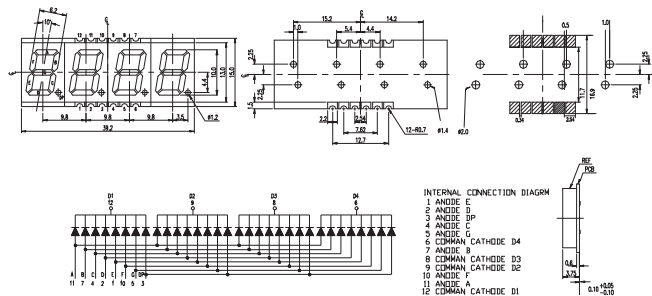 6.2
10°
12 11 10 9 8 7
10.0
13.0
15.0
4.4
1 2 3 4 5 6
DP
Ø1.2
9.8 9.8 9.8 3.5
39.2
15.2 14.2
1.0
5.4 4.4
2.25
2.25
1.5
2.2 2.54
7.62
12.7
12-R0.7
Ø1.4
0.5
11.7
16.9
Ø2.0
0.34 2.54
1.0
2.25
2.25
D1
12
D2
9
D3
8
D4
6
A B C D E F G DP
11 7 4 2 1 10 5 3
INTERNAL CONNECTION DIAGRM
1 ANODE E
2 ANODE D
3 ANODE DP
4 ANODE C
5 ANODE G
6 COMMAN CATHODE D4
7 ANODE B
8 COMMAN CATHODE D3
9 COMMAN CATHODE D2
10 ANODE F
11 ANODE A
12 COMMAN CATHODE D1
REF
PCB
0.8
3.75
0.10 +0.05
-0.10